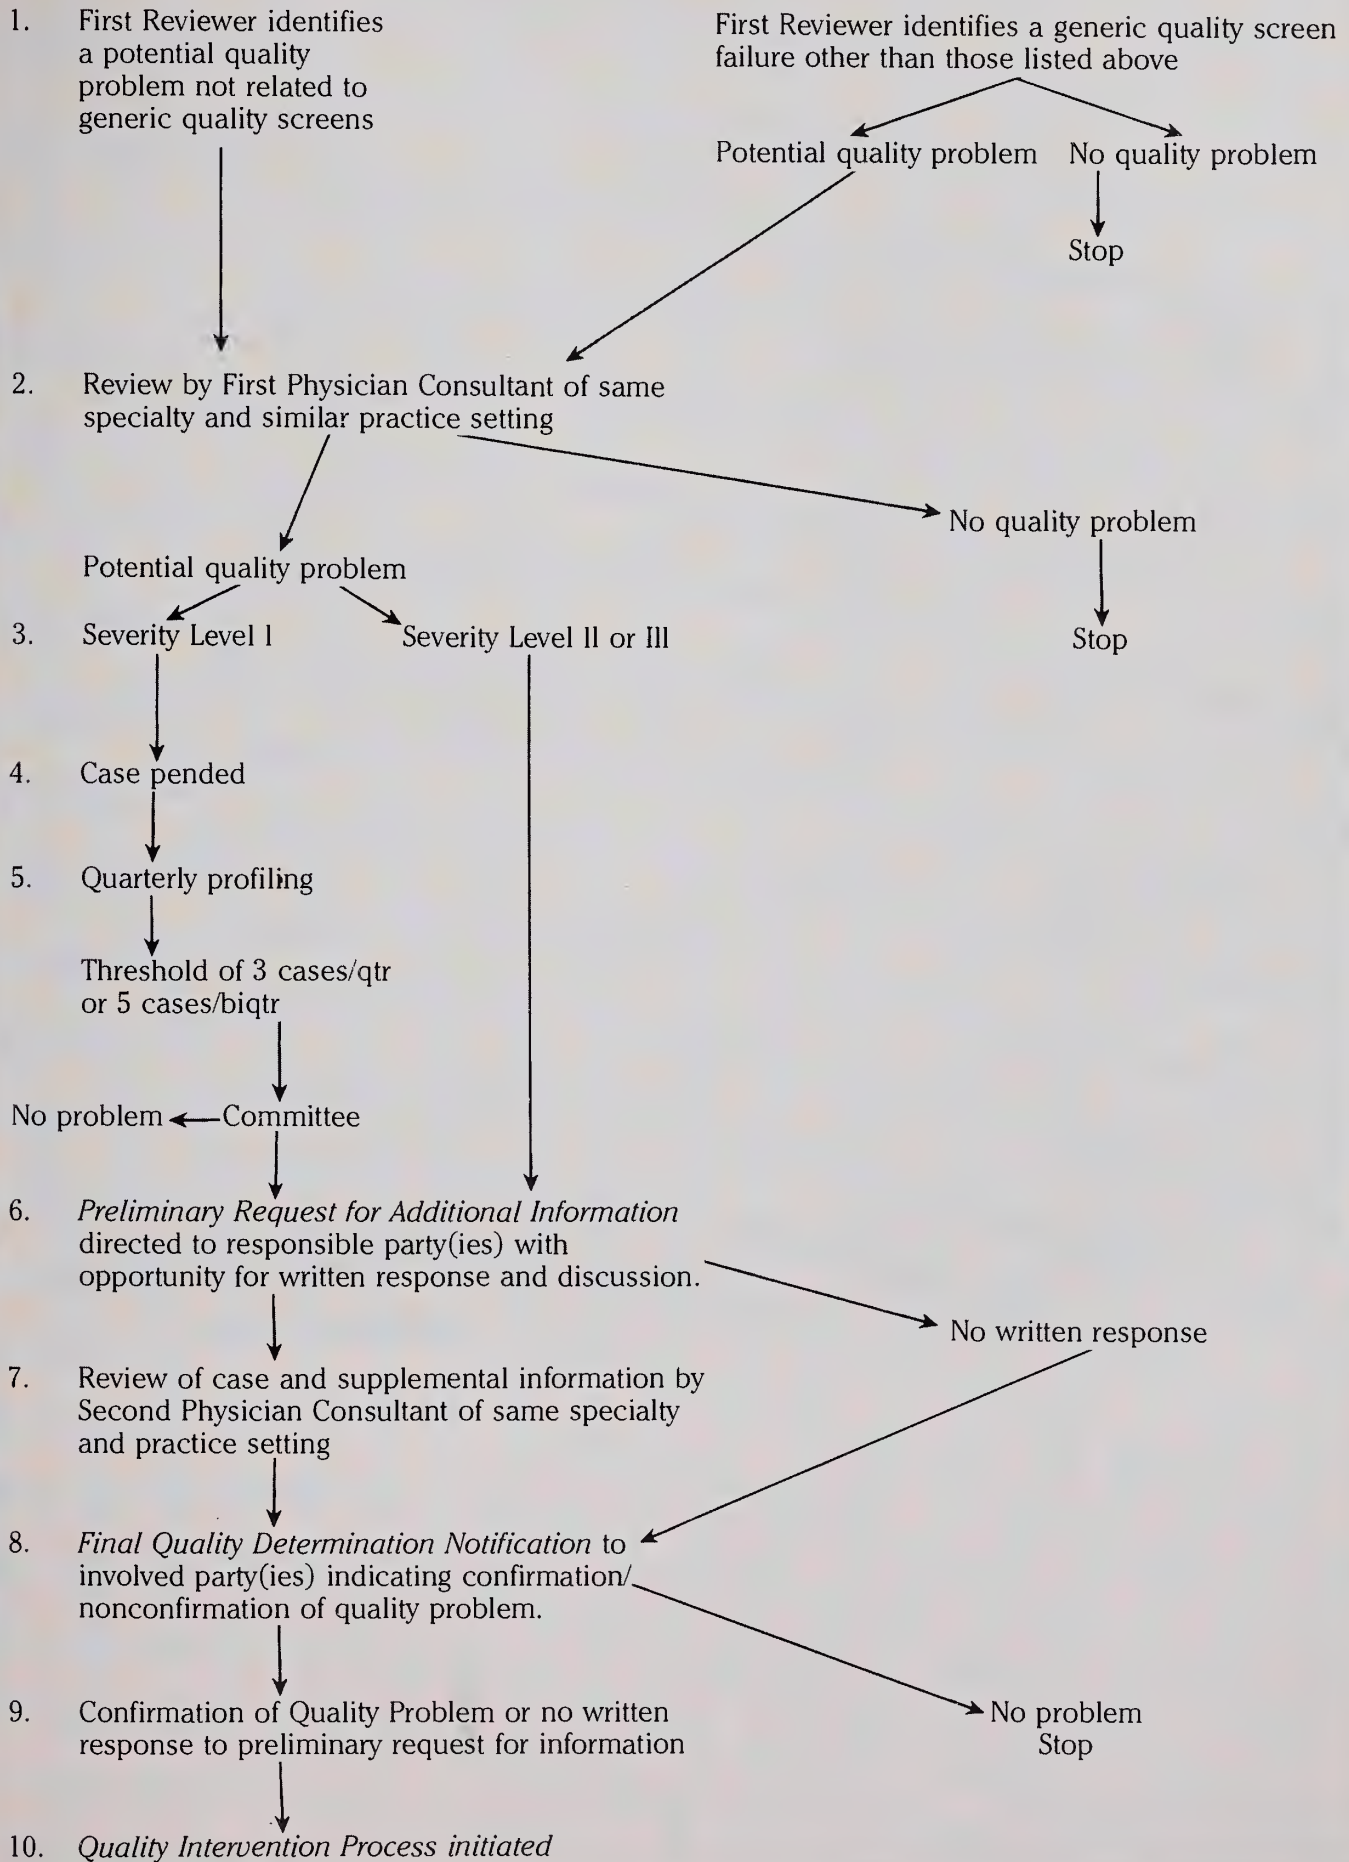 1. First Reviewer identifies
a potential quality
problem not related to
generic quality screens
First Reviewer identifies a generic quality screen
failure other than those listed above
Potential quality problem
No quality problem
Stop
2. Review by First Physician Consultant of same
specialty and similar practice setting
No quality problem
Stop
Potential quality problem
3. Severity Level I
Severity Level II or III
4. Case pended
5. Quarterly profiling
Threshold of 3 cases/qtr
or 5 cases/biqtr
No problem
Committee
6. Preliminary Request for Additional Information
directed to responsible party(ies) with
opportunity for written response and discussion.
No written response
7. Review of case and supplemental information by
Second Physician Consultant of same specialty
and practice setting
8. Final Quality Determination Notification to
involved party(ies) indicating confirmation/
nonconfirmation of quality problem.
9. Confirmation of Quality Problem or no written
response to preliminary request for information
No problem
Stop
10. Quality Intervention Process initiated